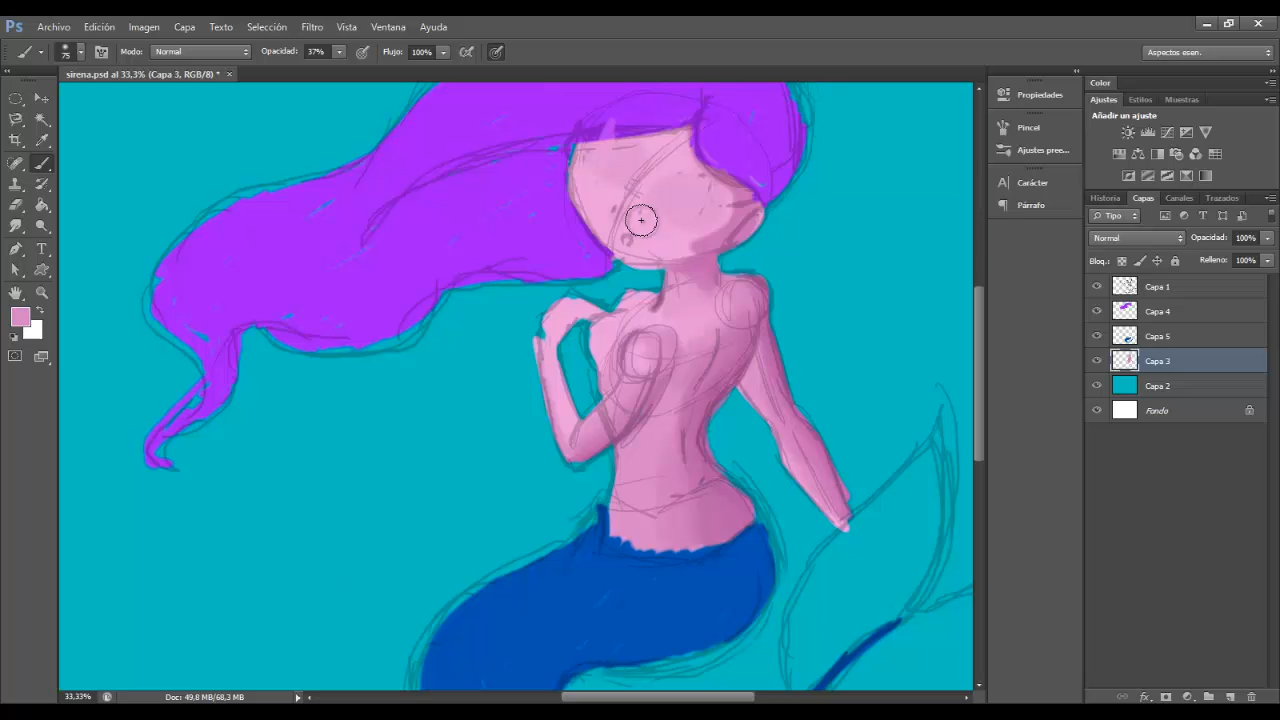 Ps Archivo Edición Imagen Capa Texto Selección Filtro Vista Ventana Ayuda
75 Modo: Normal Opacidad: 37% Flujo: 100% Aspectos esen.
sirena.psd al 33,3% (Capa 3, RGB/8) * ×
Propiedades
Pincel
Ajustes pree...
Carácter
Párrafo
Color
Ajustes Estilos Muestras
Añadir un ajuste
Historia Capas Canales Trazados
Tipo
Normal Opacidad: 100%
Bloq.: Relleno: 100%
Capa 1
Capa 4
Capa 5
Capa 3
Capa 2
Fondo
33,33% Doc: 49,8 MB/68,3 MB